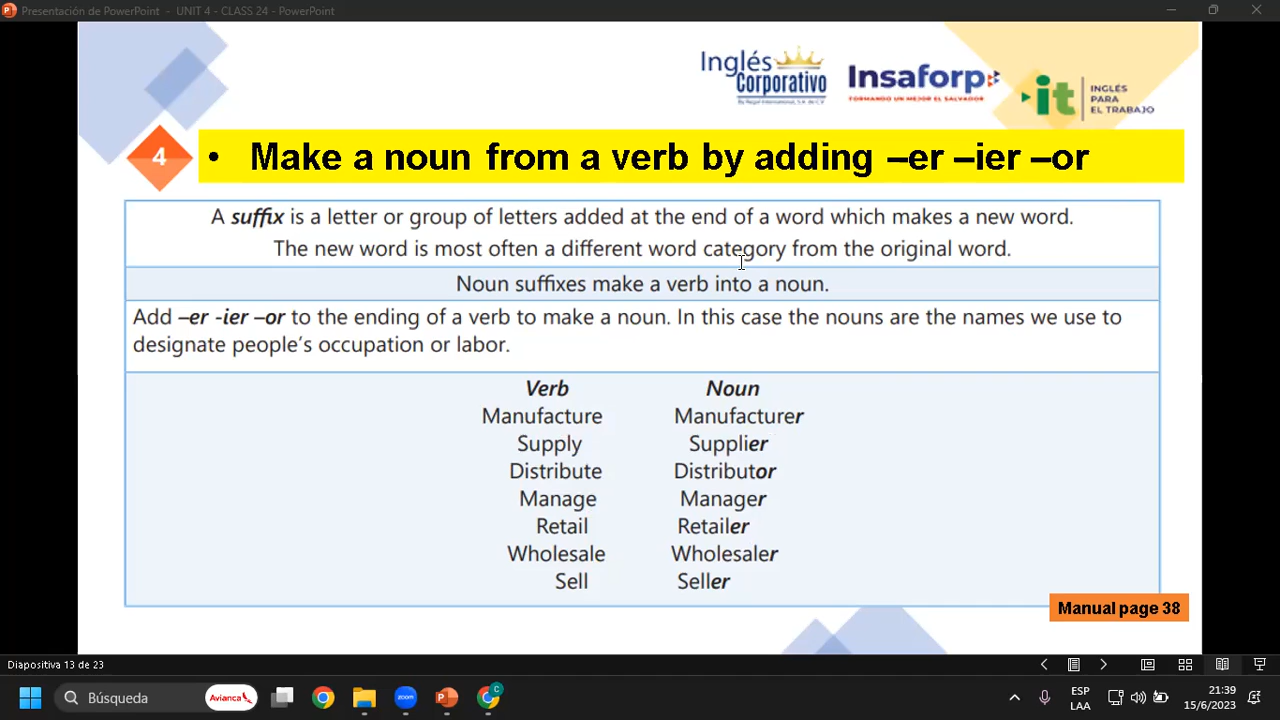 Presentación de PowerPoint - UNIT 4 - CLASS 24 - PowerPoint
Inglés
Corporativo
By Royal International, S.A. de C.V.
Insaforp
FORMANDO UN MEJOR EL SALVADOR
it
INGLÉS
PARA
EL TRABAJO
4
• Make a noun from a verb by adding –er –ier –or
A suffix is a letter or group of letters added at the end of a word which makes a new word.
The new word is most often a different word category from the original word.
Noun suffixes make a verb into a noun.
Add –er -ier –or to the ending of a verb to make a noun. In this case the nouns are the names we use to
designate people's occupation or labor.
Verb Noun
Manufacture Manufacturer
Supply Supplier
Distribute Distributor
Manage Manager
Retail Retailer
Wholesale Wholesaler
Sell Seller
Manual page 38
Diapositiva 13 de 23
Búsqueda
Avianca
zoom
C
ESP
LAA
21:39
15/6/2023